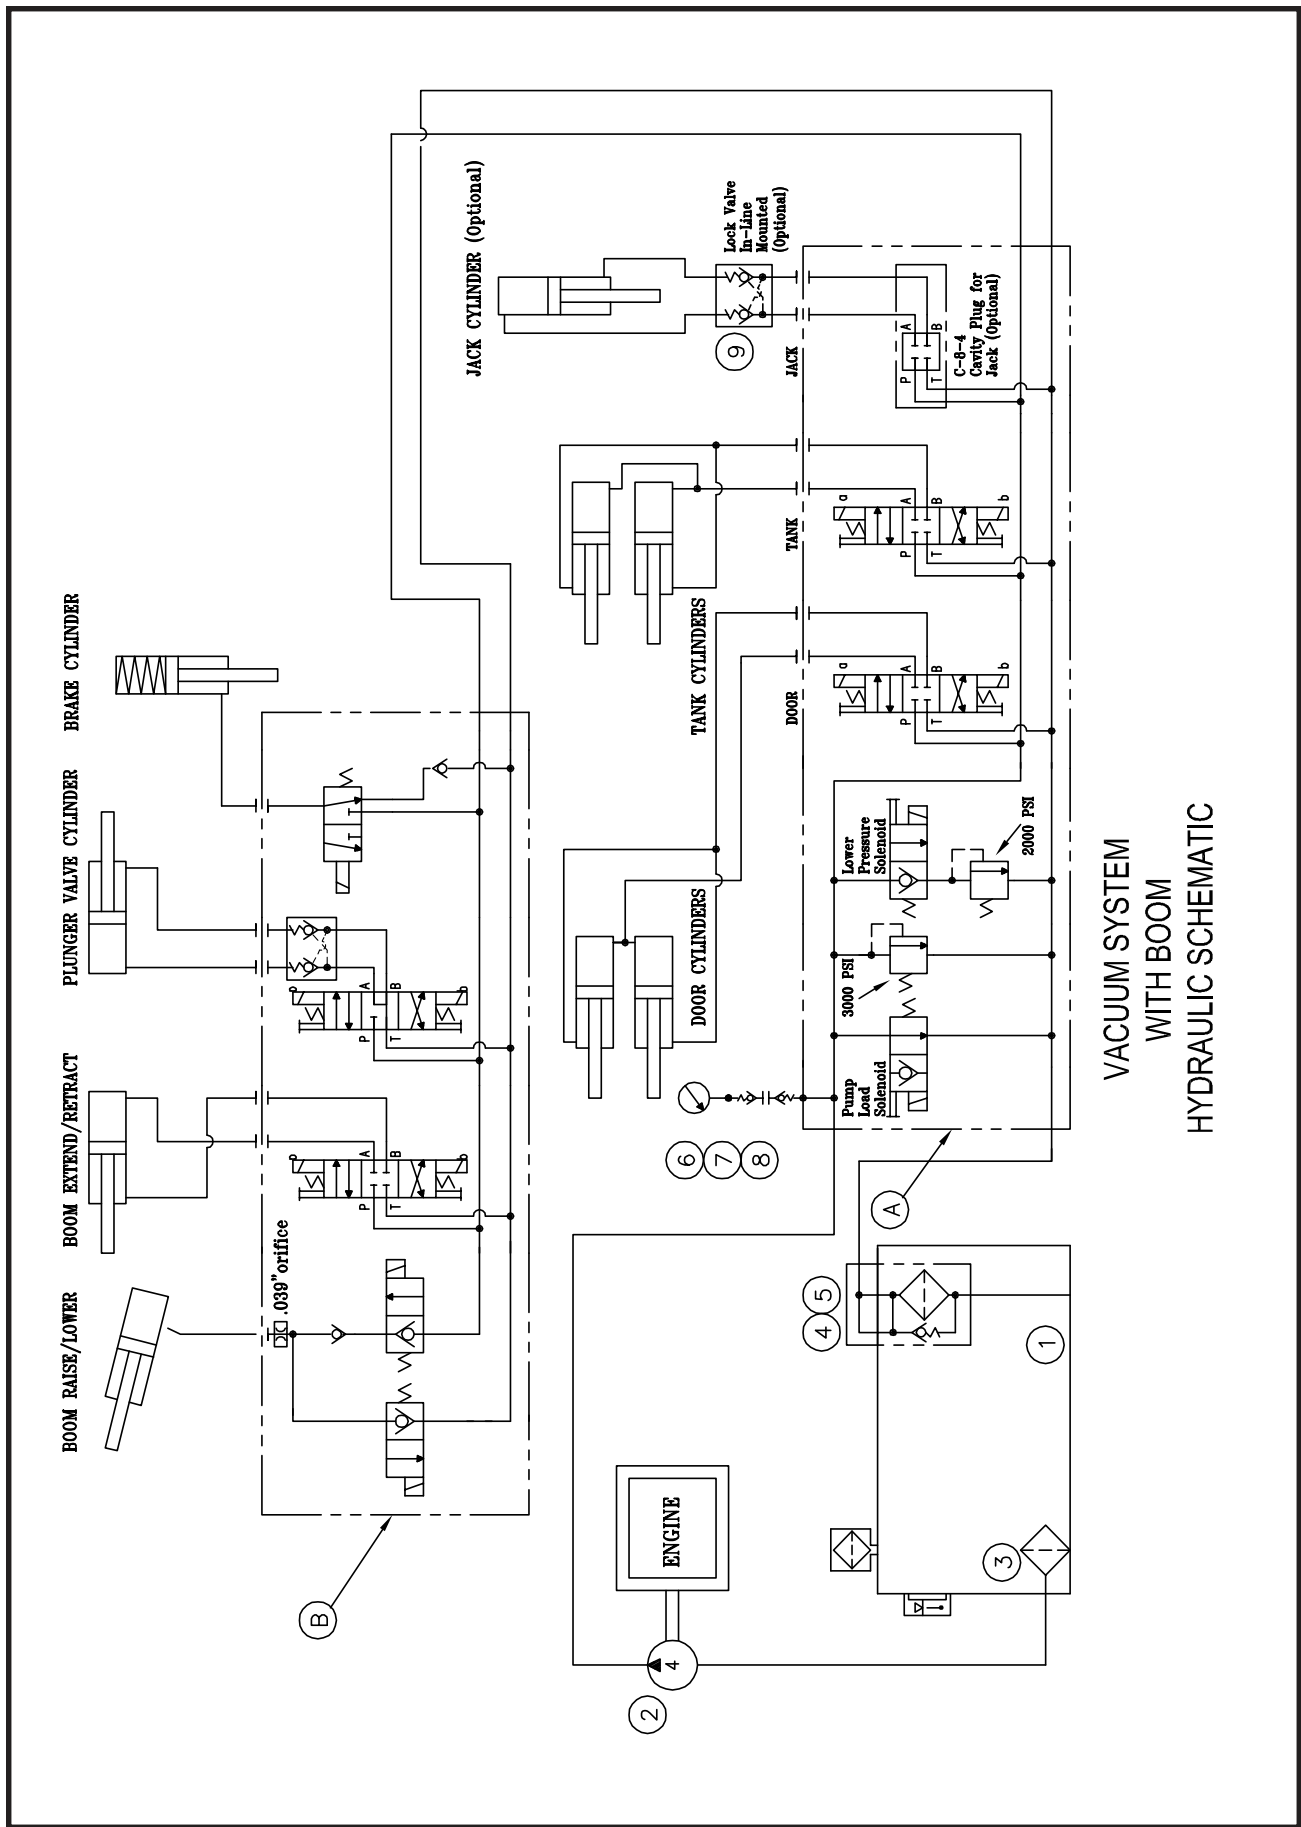 BOOM RAISE/LOWER
BOOM EXTEND/RETRACT
PLUNGER VALVE CYLINDER
BRAKE CYLINDER
.039" orifice
P
T
A
B
P
T
A
B
a
b
a
b
B
JACK CYLINDER (Optional)
Lock Valve
In-Line
Mounted
(Optional)
9
ENGINE
4
2
DOOR CYLINDERS
TANK CYLINDERS
6
7
8
DOOR
TANK
JACK
Pump
Load
Solenoid
3000 PSI
Lower
Pressure
Solenoid
2000 PSI
a
P
T
A
B
b
a
P
T
A
B
b
P
T
A
B
C-8-4
Cavity Plug for
Jack (Optional)
A
4
5
1
3
VACUUM SYSTEM
WITH BOOM
HYDRAULIC SCHEMATIC